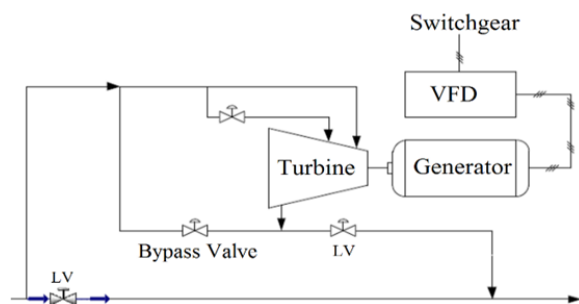 Switchgear
VFD
Turbine
Generator
Bypass Valve
LV
LV